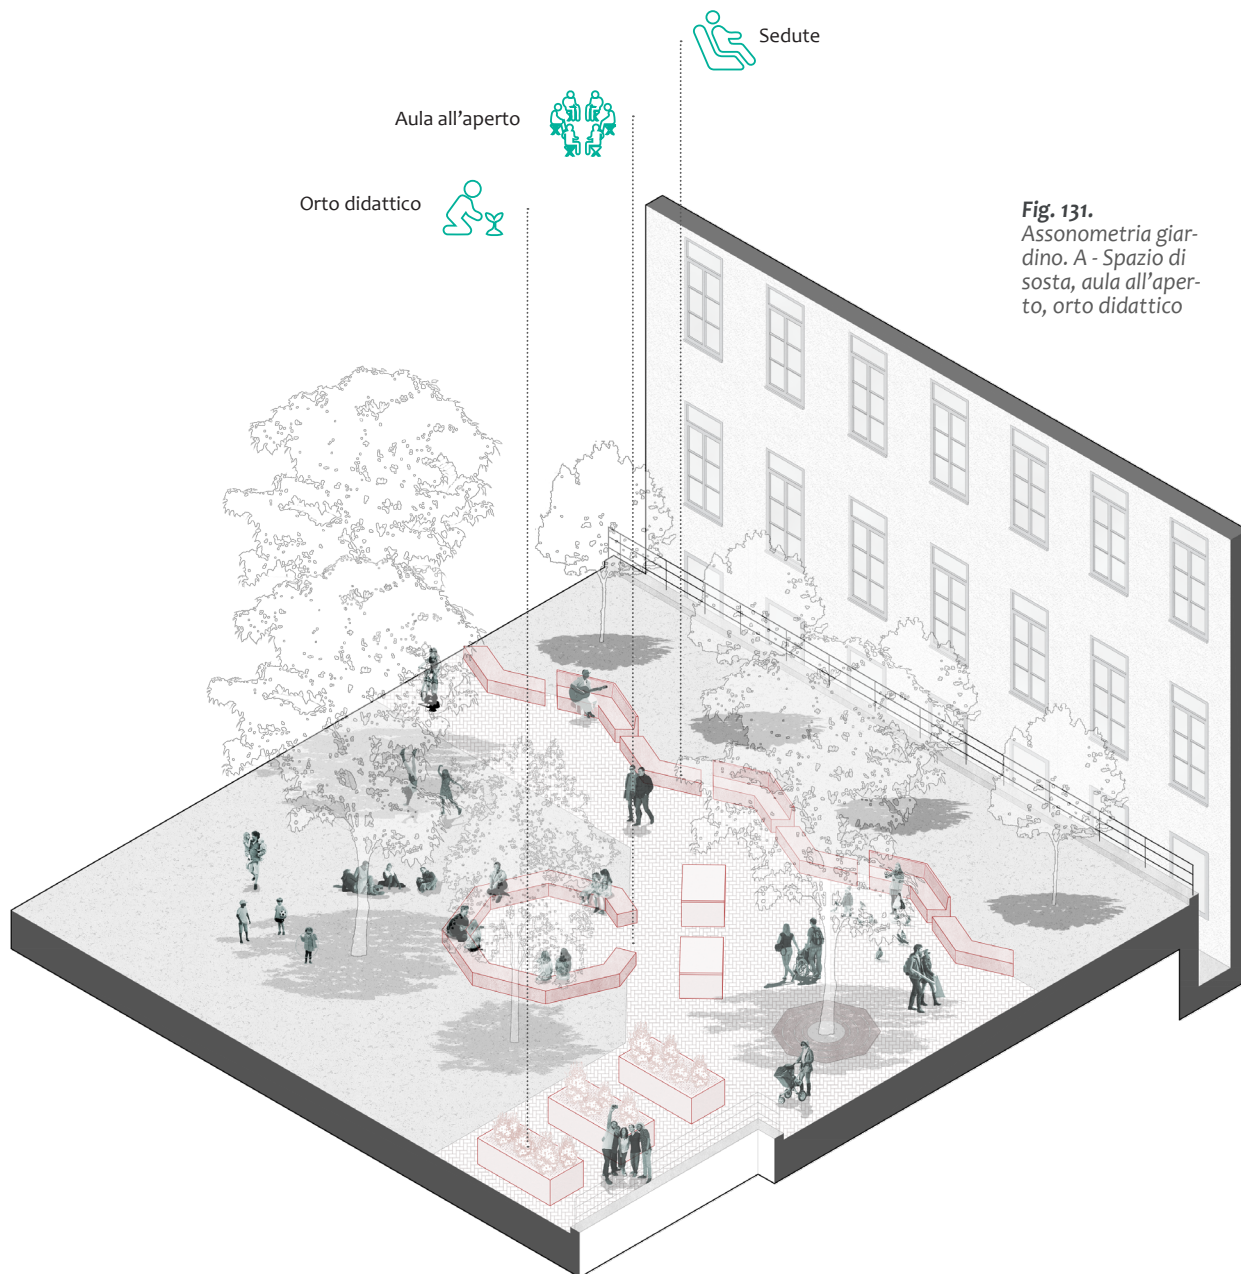 Sedute
Aula all'aperto
Orto didattico
Fig. 131.
Assonometria giar-
dino. A - Spazio di
sosta, aula all'aper-
to, orto didattico